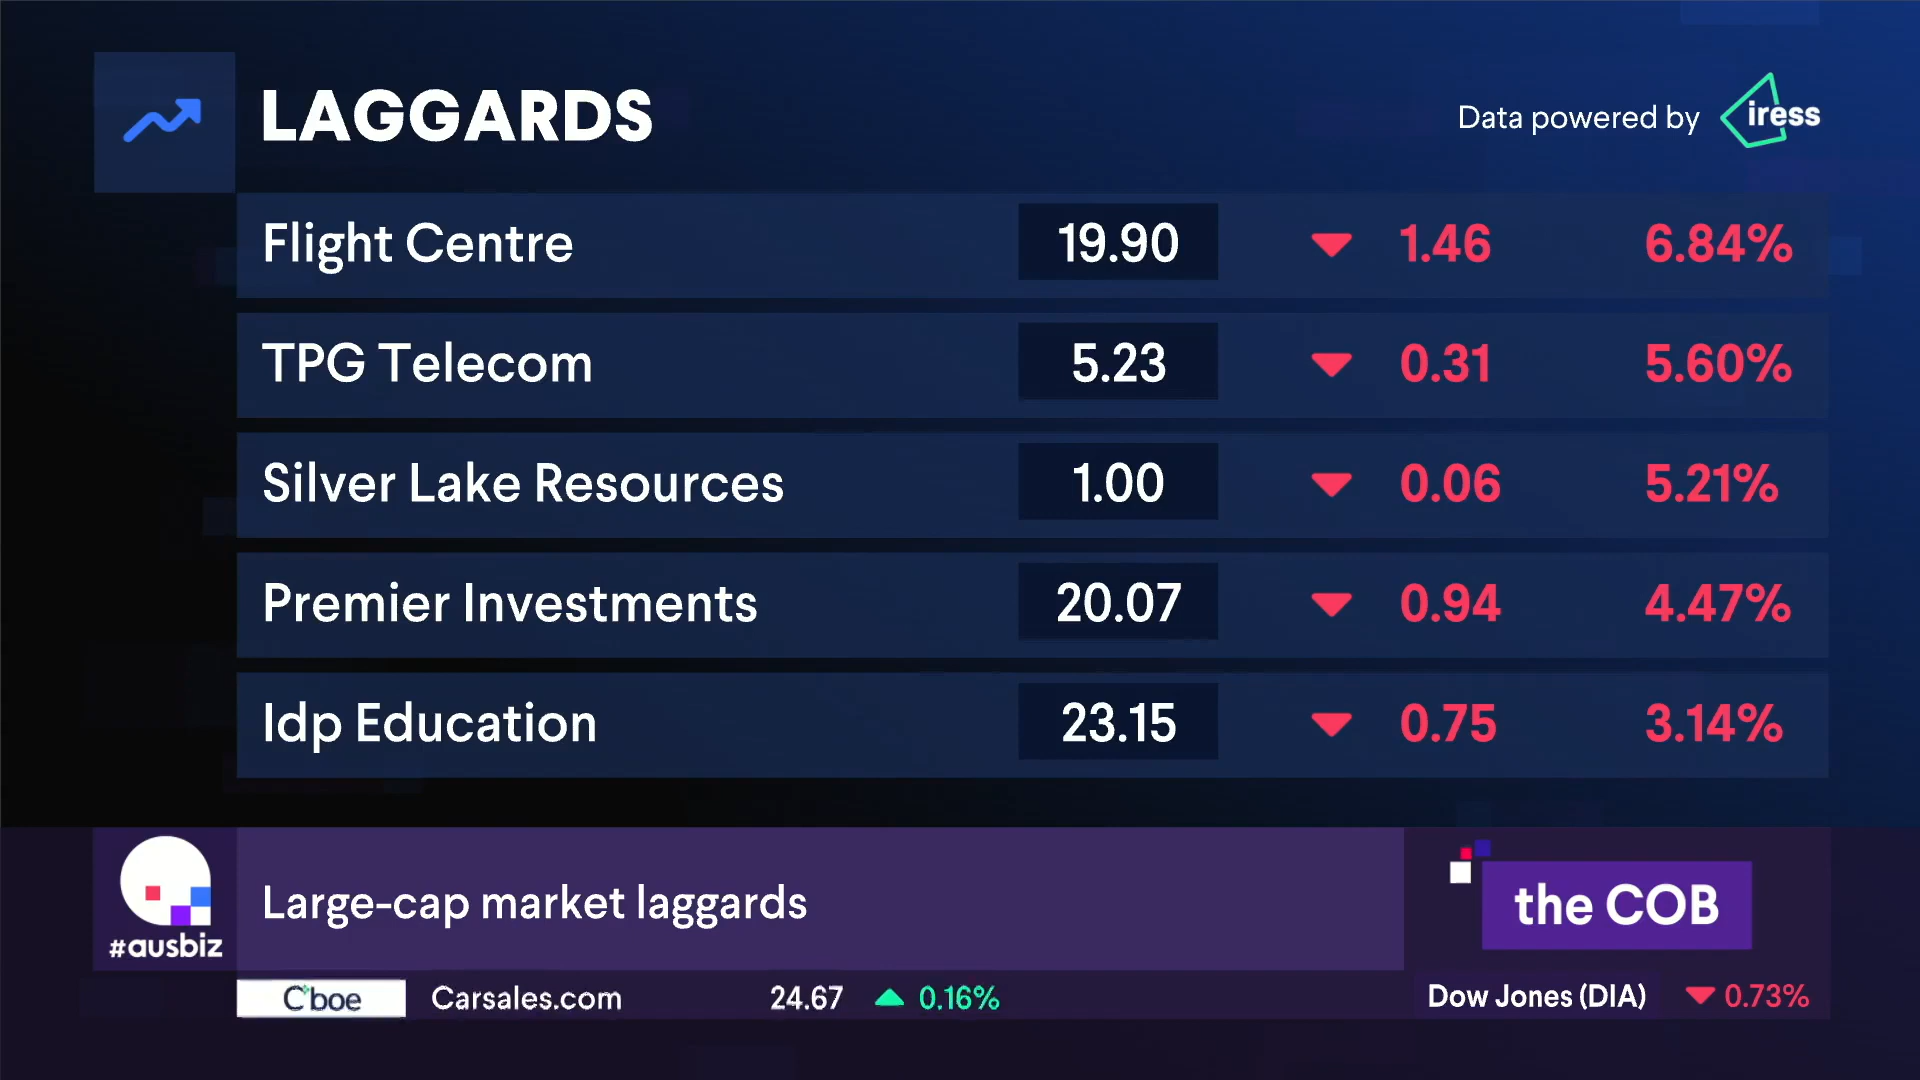 LAGGARDS
Data powered by iress
Flight Centre 19.90 1.46 6.84%
TPG Telecom 5.23 0.31 5.60%
Silver Lake Resources 1.00 0.06 5.21%
Premier Investments 20.07 0.94 4.47%
Idp Education 23.15 0.75 3.14%
Large-cap market laggards
#ausbiz
the COB
Cboe Carsales.com 24.67 0.16% Dow Jones (DIA) 0.73%